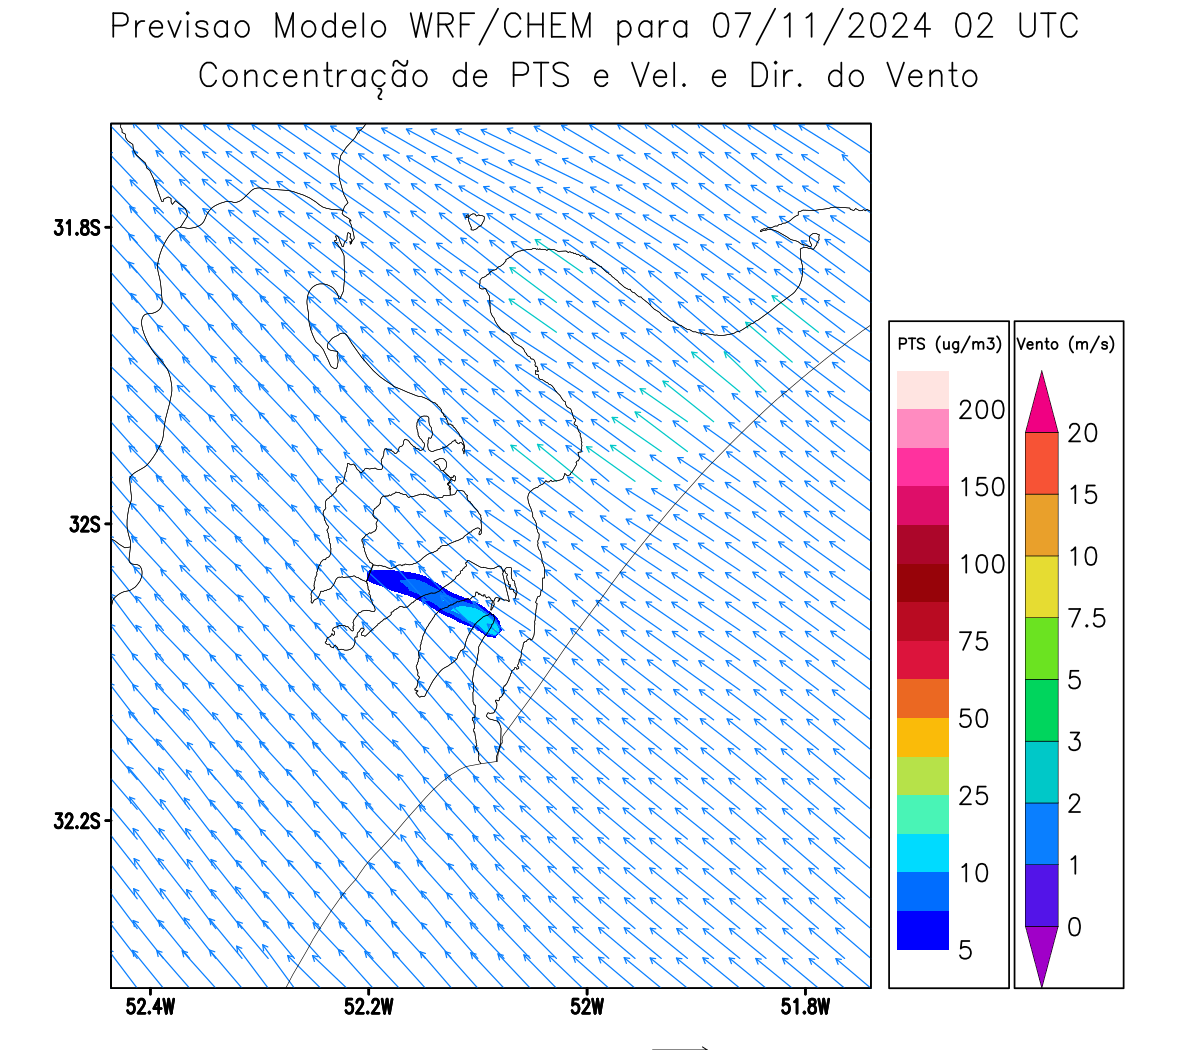 Previsao Modelo WRF/CHEM para 07/11/2024 02 UTC
Concentração de PTS e Vel. e Dir. do Vento
31.8S
32S
32.2S
52.4W 52.2W 52W 51.8W
PTS (ug/m3)
200
150
100
75
50
25
10
5
Vento (m/s)
20
15
10
7.5
5
3
2
1
0